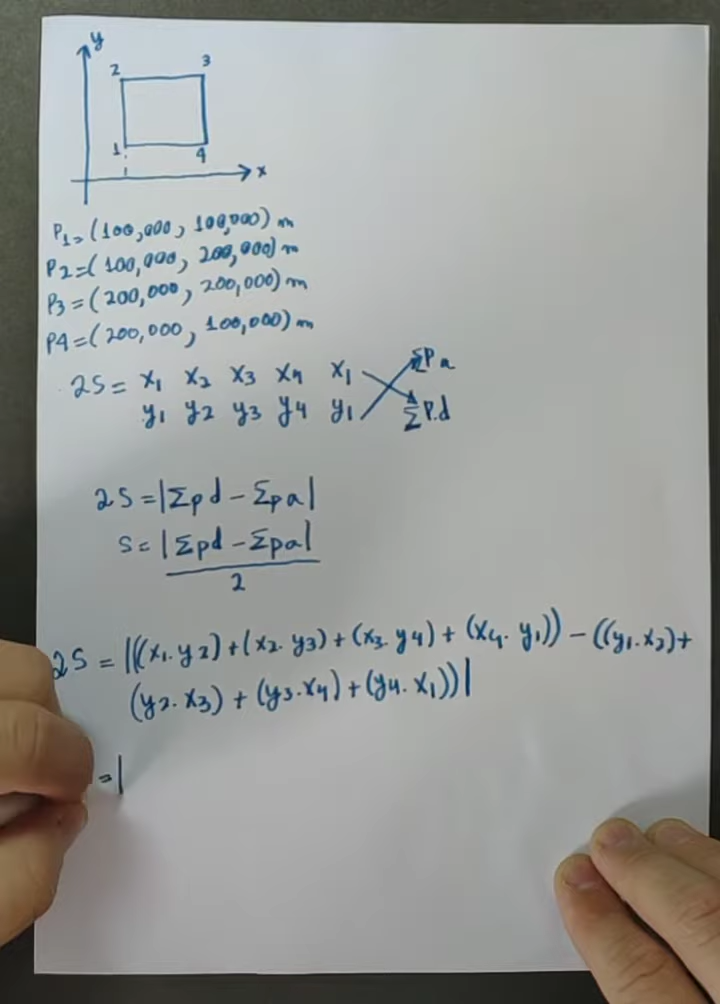 y
2 3
1 4
x
P1=(100,000, 100,000) m
P2=(100,000, 200,000) m
P3=(200,000, 200,000) m
P4=(200,000, 100,000) m
2S= x1 x2 x3 x4 x1 ΣPa
y1 y2 y3 y4 y1 ΣP.d
2S=|Σpd-Σpa|
S=|Σpd-Σpa|
2
2S=|((x1.y2)+(x2.y3)+(x3.y4)+(x4.y1))-((y1.x2)+
(y2.x3)+(y3.x4)+(y4.x1))|
=|